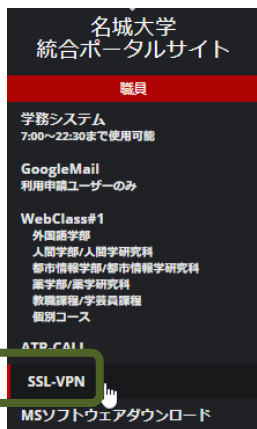 名城大学
統合ポータルサイト
職員
学務システム
7:00～22:30まで使用可能
GoogleMail
利用申請ユーザーのみ
WebClass#1
外国語学部
人間学部/人間学研究科
都市情報学部/都市情報学研究科
薬学部/薬学研究科
教職課程/学芸員課程
個別コース
ATR-CALL
SSL-VPN
MSソフトウェアダウンロード